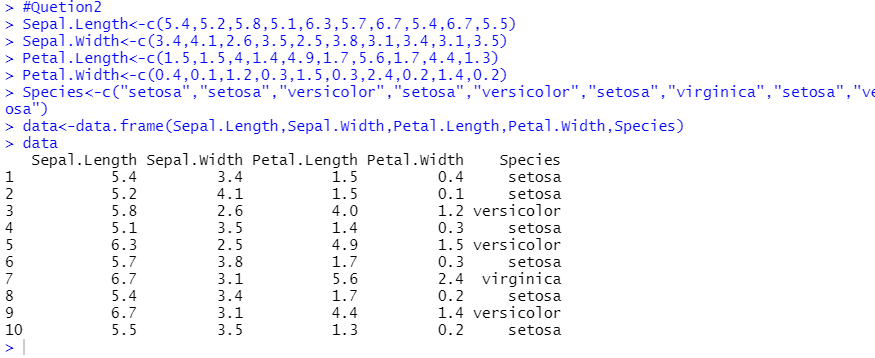 > #Quetion2
> Sepal.Length<-c(5.4,5.2,5.8,5.1,6.3,5.7,6.7,5.4,6.7,5.5)
> Sepal.Width<-c(3.4,4.1,2.6,3.5,2.5,3.8,3.1,3.4,3.1,3.5)
> Petal.Length<-c(1.5,1.5,4,1.4,4.9,1.7,5.6,1.7,4.4,1.3)
> Petal.Width<-c(0.4,0.1,1.2,0.3,1.5,0.3,2.4,0.2,1.4,0.2)
> Species<-c("setosa","setosa","versicolor","setosa","versicolor","setosa","virginica","setosa","ve
osa")
> data<-data.frame(Sepal.Length,Sepal.Width,Petal.Length,Petal.Width,Species)
> data
   Sepal.Length Sepal.Width Petal.Length Petal.Width    Species
1           5.4         3.4          1.5         0.4     setosa
2           5.2         4.1          1.5         0.1     setosa
3           5.8         2.6          4.0         1.2 versicolor
4           5.1         3.5          1.4         0.3     setosa
5           6.3         2.5          4.9         1.5 versicolor
6           5.7         3.8          1.7         0.3     setosa
7           6.7         3.1          5.6         2.4  virginica
8           5.4         3.4          1.7         0.2     setosa
9           6.7         3.1          4.4         1.4 versicolor
10          5.5         3.5          1.3         0.2     setosa
>